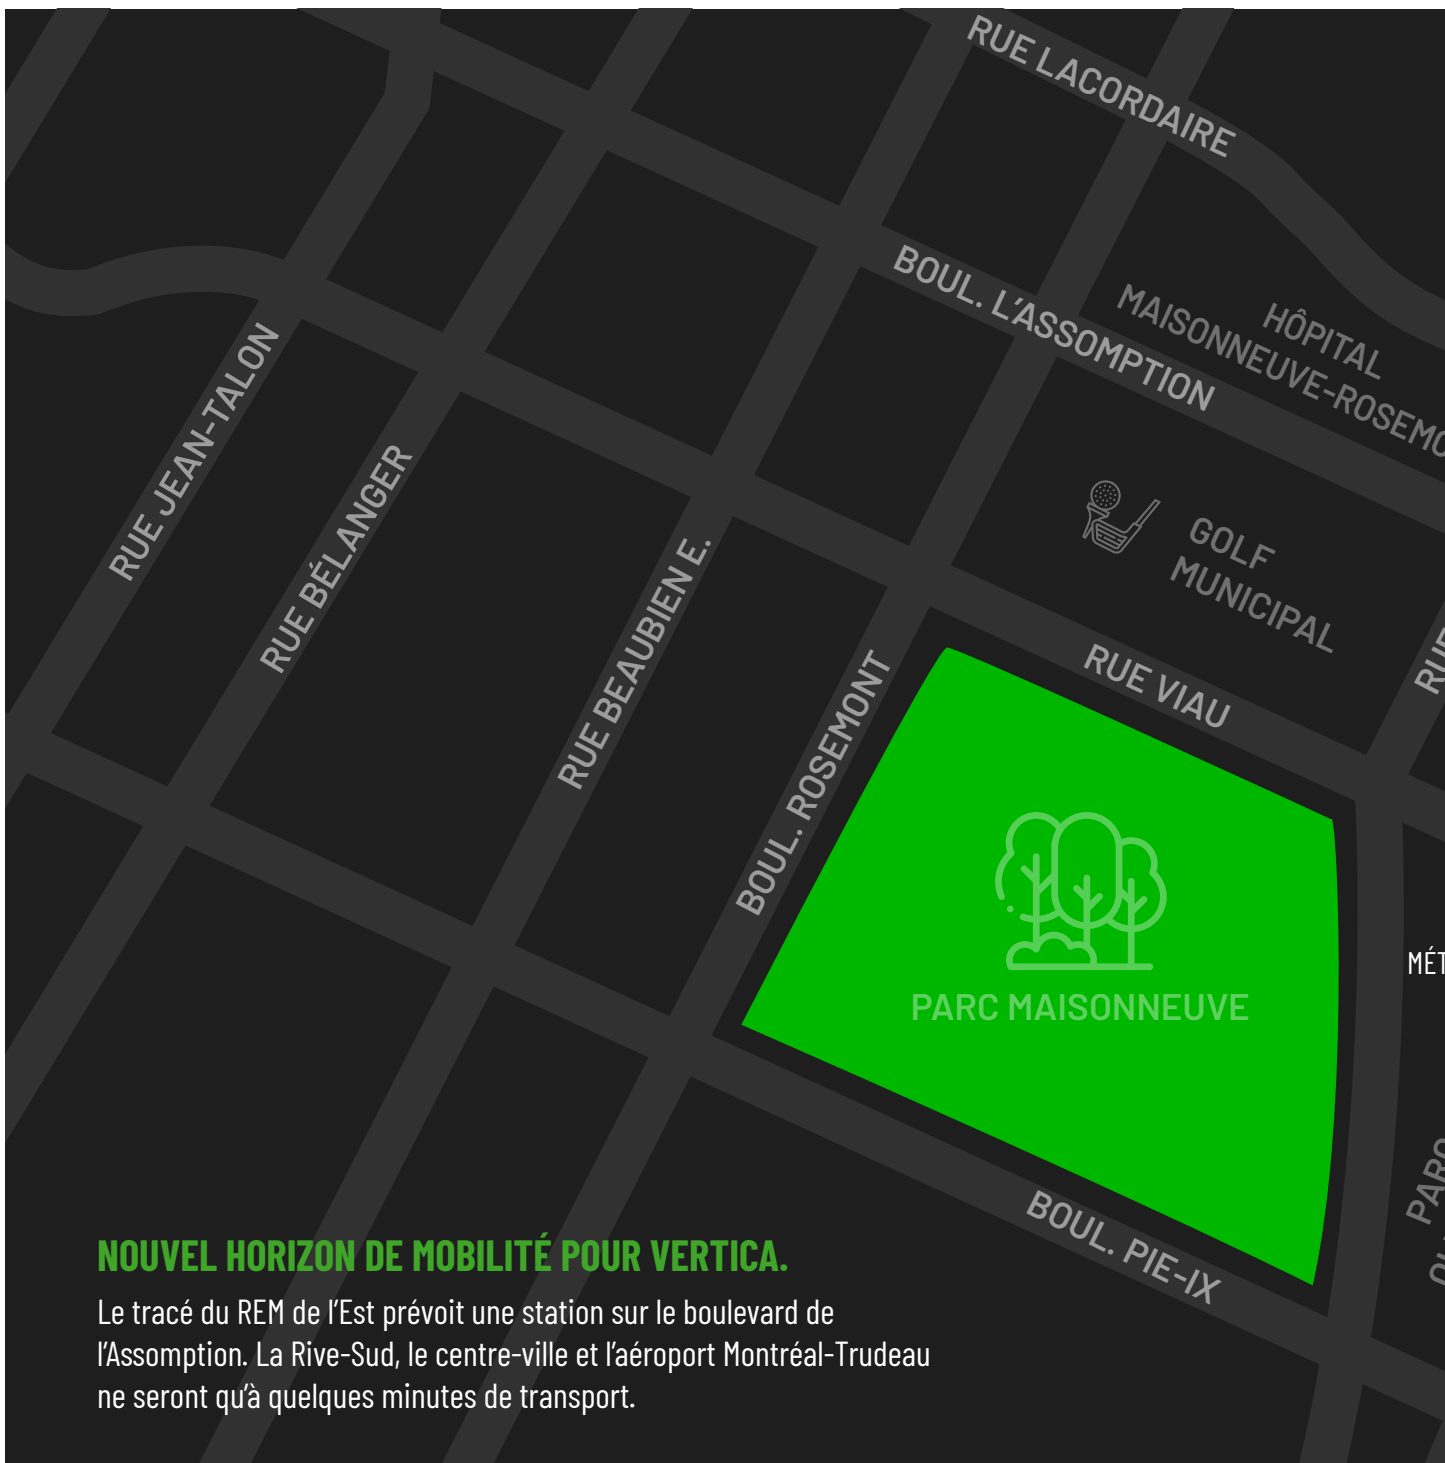 RUE LACORDAIRE
BOUL. L'ASSOMPTION
HÔPITAL
MAISONNEUVE-ROSEMO
RUE JEAN-TALON
RUE BÉLANGER
RUE BEAUBIEN E.
BOUL. ROSEMONT
GOLF
MUNICIPAL
RUE VIAU
RUE
PARC MAISONNEUVE
MÉT
PARC
BOUL. PIE-IX
NOUVEL HORIZON DE MOBILITÉ POUR VERTICA.
Le tracé du REM de l'Est prévoit une station sur le boulevard de
l'Assomption. La Rive-Sud, le centre-ville et l'aéroport Montréal-Trudeau
ne seront qu'à quelques minutes de transport.